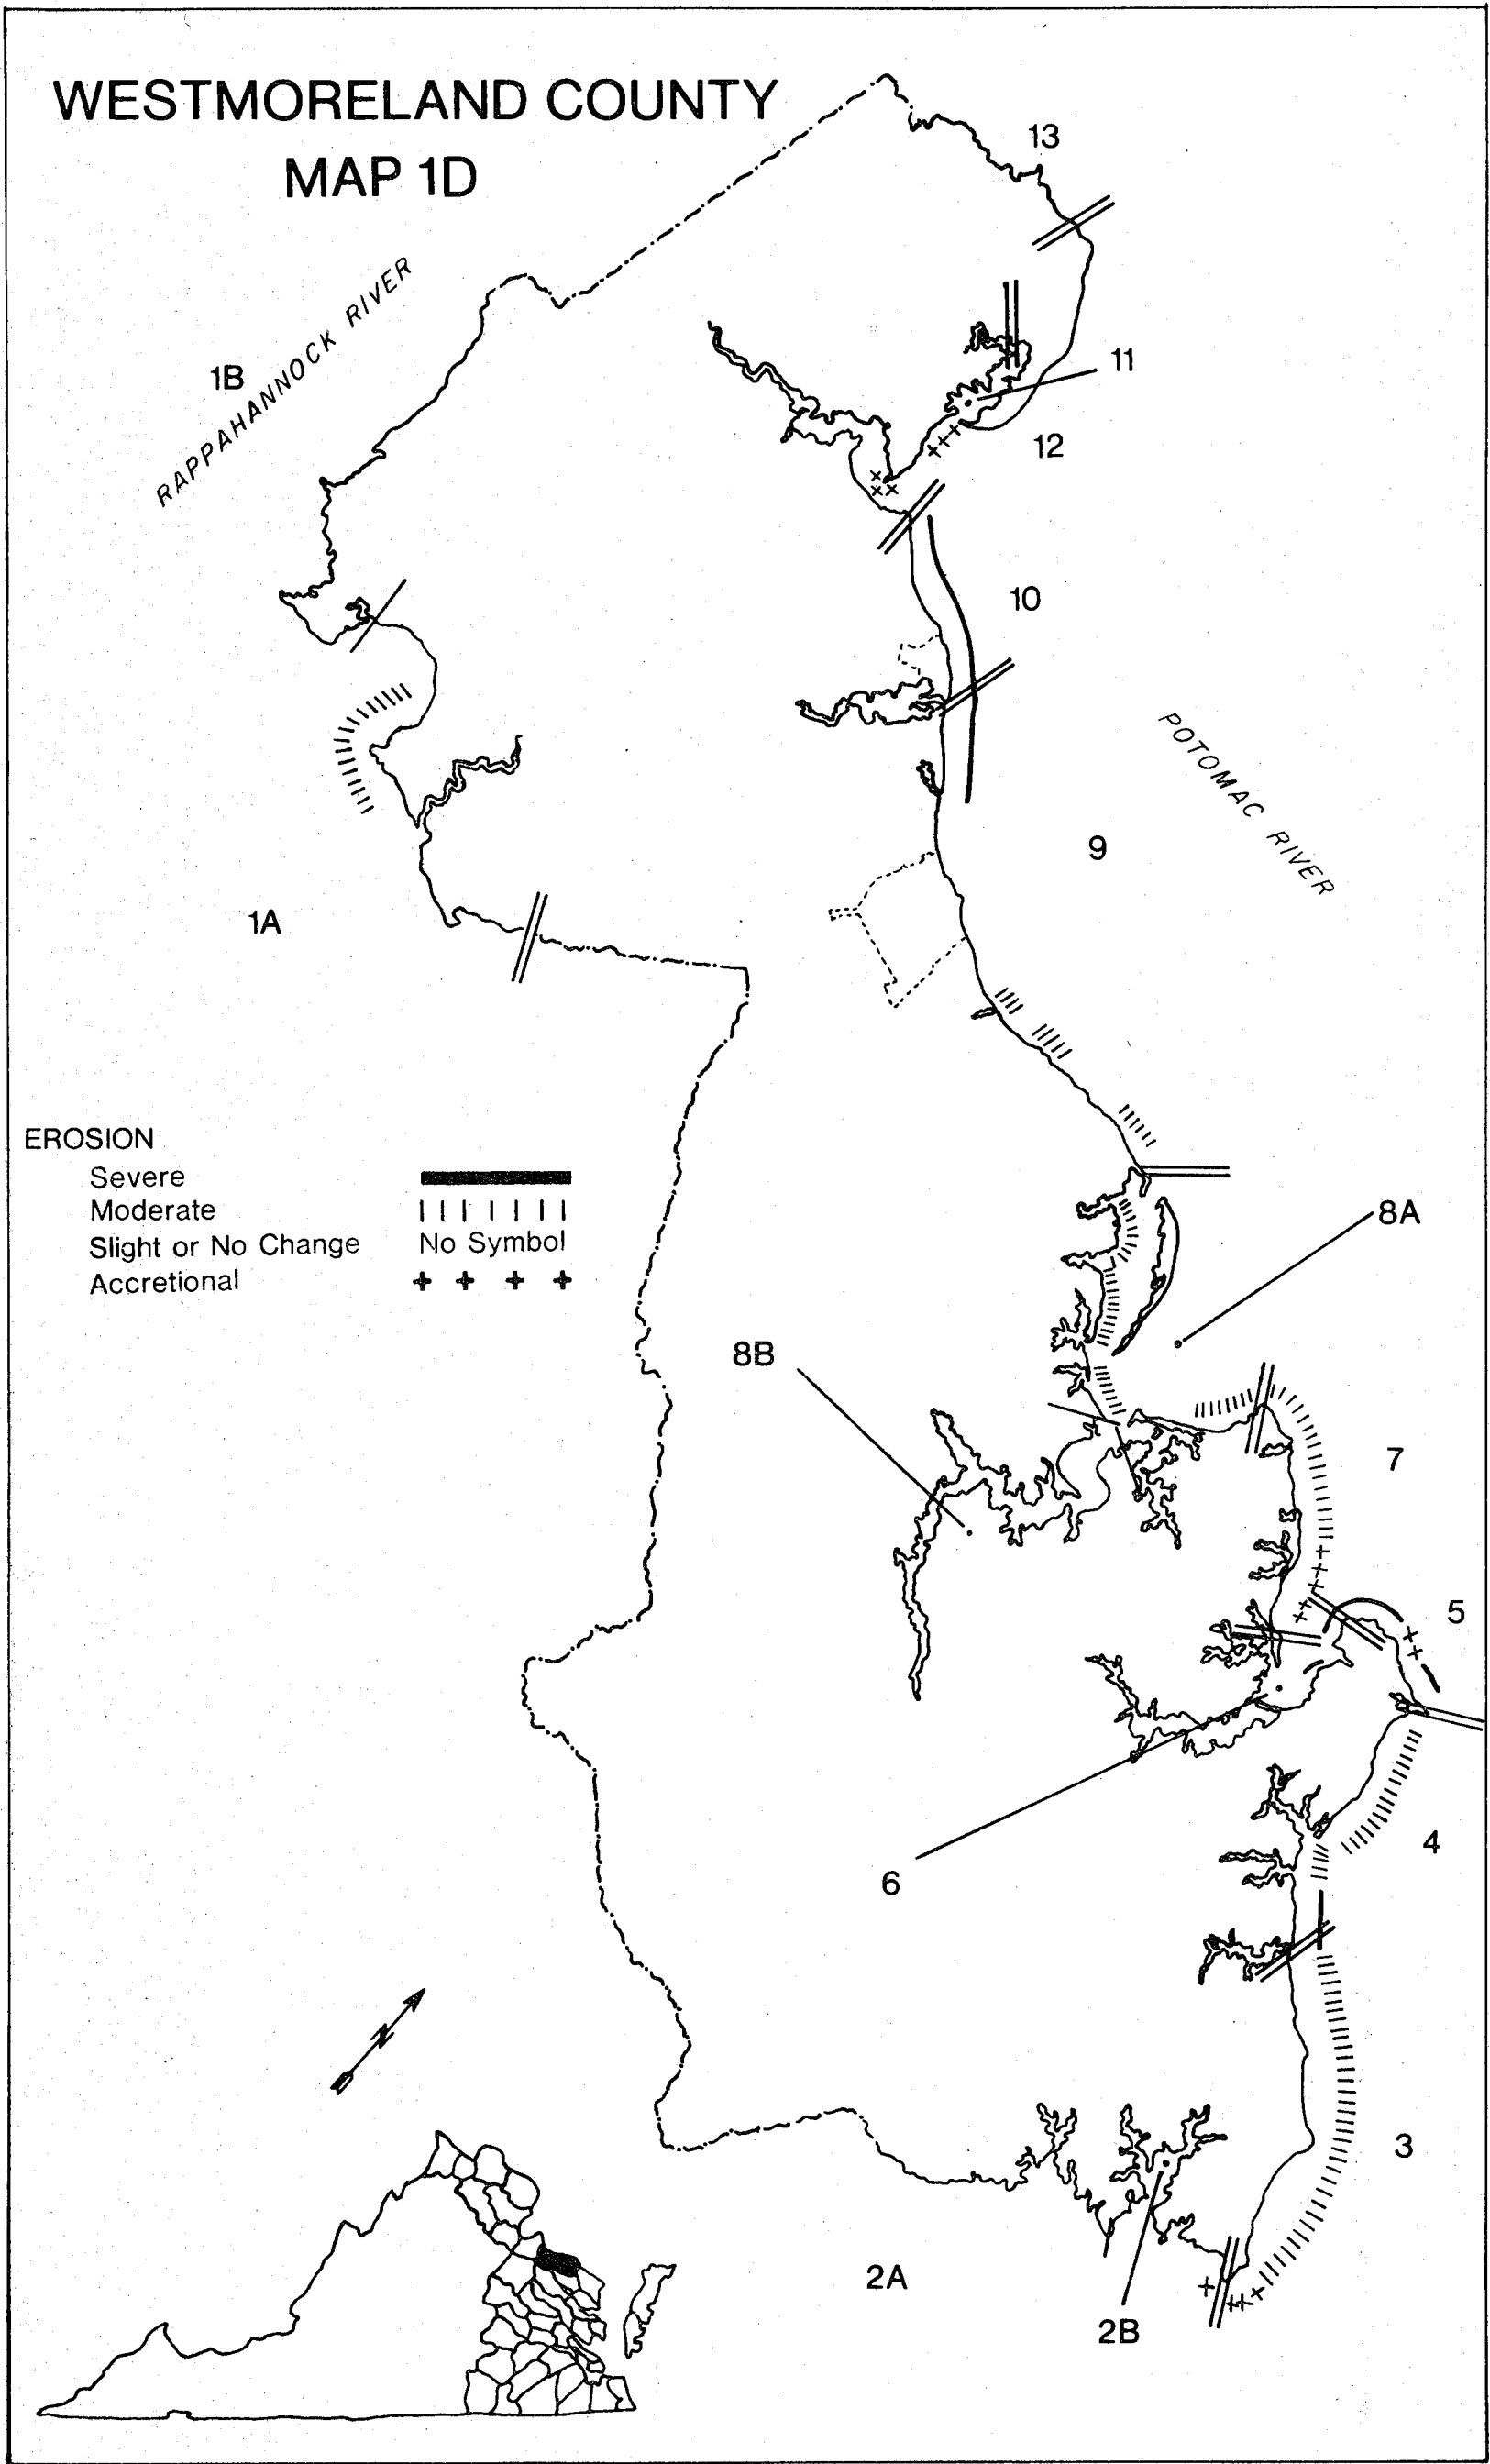 WESTMORELAND COUNTY
MAP 1D
13
RAPPAHANNOCK RIVER
1B
11
12
10
POTOMAC RIVER
9
1A
EROSION
Severe
Moderate
Slight or No Change No Symbol
Accretional
8A
8B
7
5
4
6
N
3
2A
2B